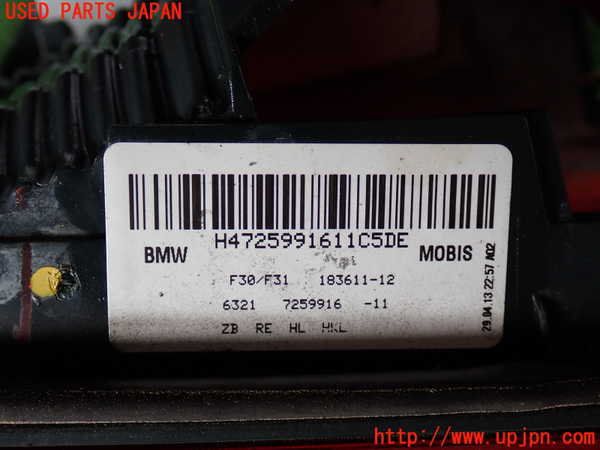 USED PARTS JAPAN
H4725991611C5DE
BMW MOBIS
F30/F31 183611-12
6321 7259916 -11
ZB RE HL HKL
29.04.13 22:57 A02
http://www.upjpn.com/